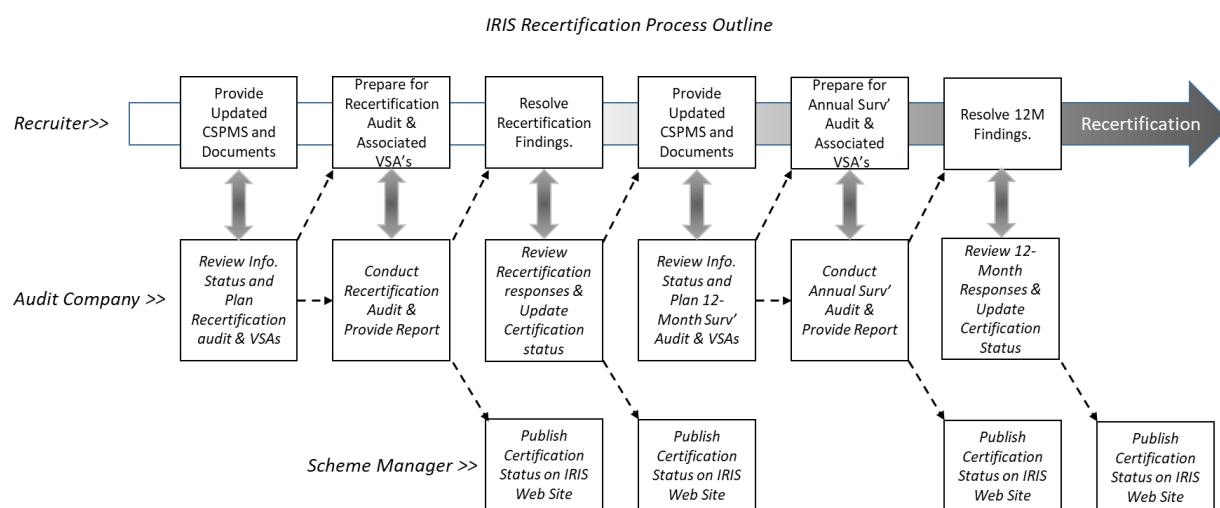 IRIS Recertification Process Outline
Recruiter>>
Provide
Updated
CSPMS and
Documents
Prepare for
Recertification
Audit &
Associated
VSA's
Resolve
Recertification
Findings.
Provide
Updated
CSPMS and
Documents
Prepare for
Annual Surv'
Audit &
Associated
VSA's
Resolve 12M
Findings.
Recertification
Audit Company >>
Review Info.
Status and
Plan
Recertification
audit & VSAs
Conduct
Recertification
Audit &
Provide Report
Review
Recertification
responses &
Update
Certification
status
Review Info.
Status and
Plan 12-
Month Surv'
Audit & VSAs
Conduct
Annual Surv'
Audit &
Provide Report
Review 12-
Month
Responses &
Update
Certification
Status
Scheme Manager >>
Publish
Certification
Status on IRIS
Web Site
Publish
Certification
Status on IRIS
Web Site
Publish
Certification
Status on IRIS
Web Site
Publish
Certification
Status on IRIS
Web Site